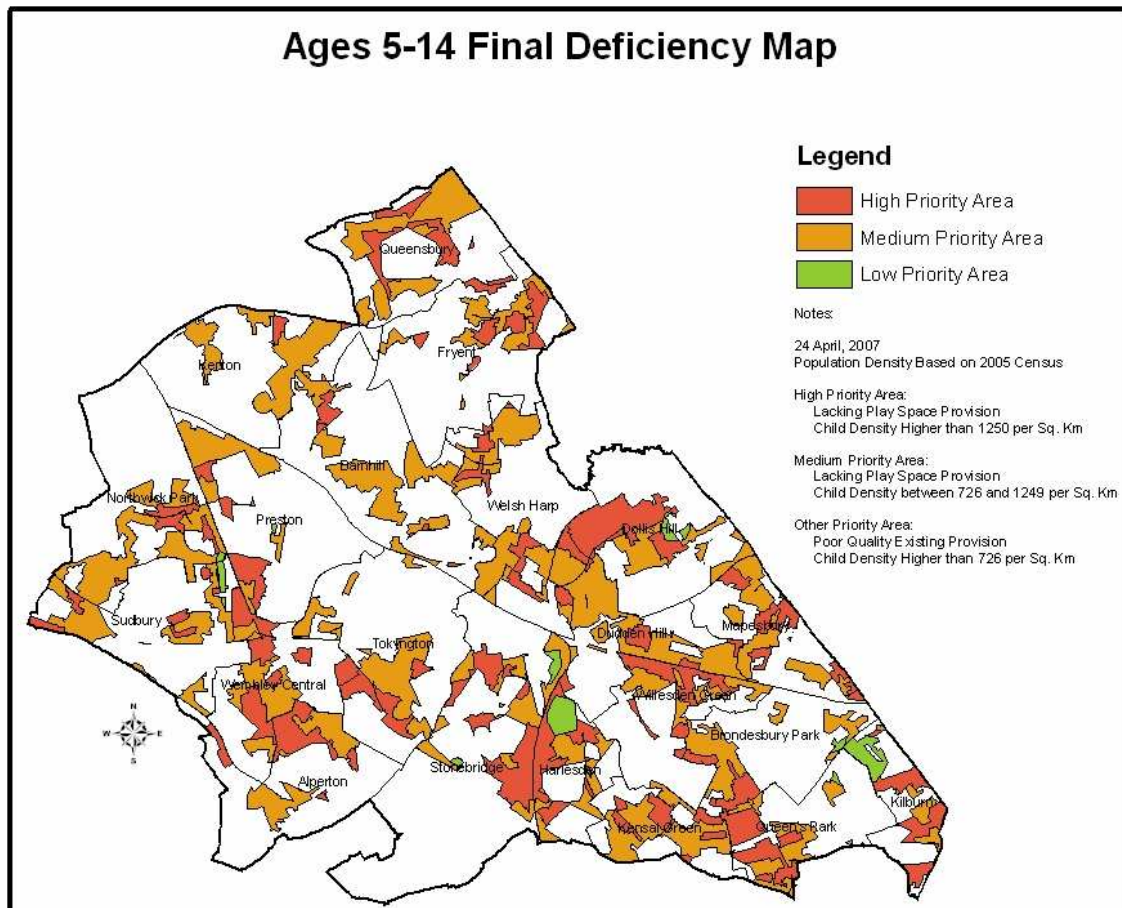 Ages 5-14 Final Deficiency Map
Legend
High Priority Area
Medium Priority Area
Low Priority Area
Notes:
24 April, 2007
Population Density Based on 2005 Census
High Priority Area:
Lacking Play Space Provision
Child Density Higher than 1250 per Sq. Km
Medium Priority Area:
Lacking Play Space Provision
Child Density between 726 and 1249 per Sq. Km
Other Priority Area:
Poor Quality Existing Provision
Child Density Higher than 726 per Sq. Km
Queensbury
Fryent
Kenton
Barnhill
Northwick Park
Preston
Welsh Harp
Dollis Hill
Sudbury
Tokyngton
Dudden Hill
Mapesbury
Wembley Central
Willesden Green
Brondesbury Park
Alperton
Stonebridge
Harlesden
Kilburn
Kensal Green
Queen's Park
N
W
E
S